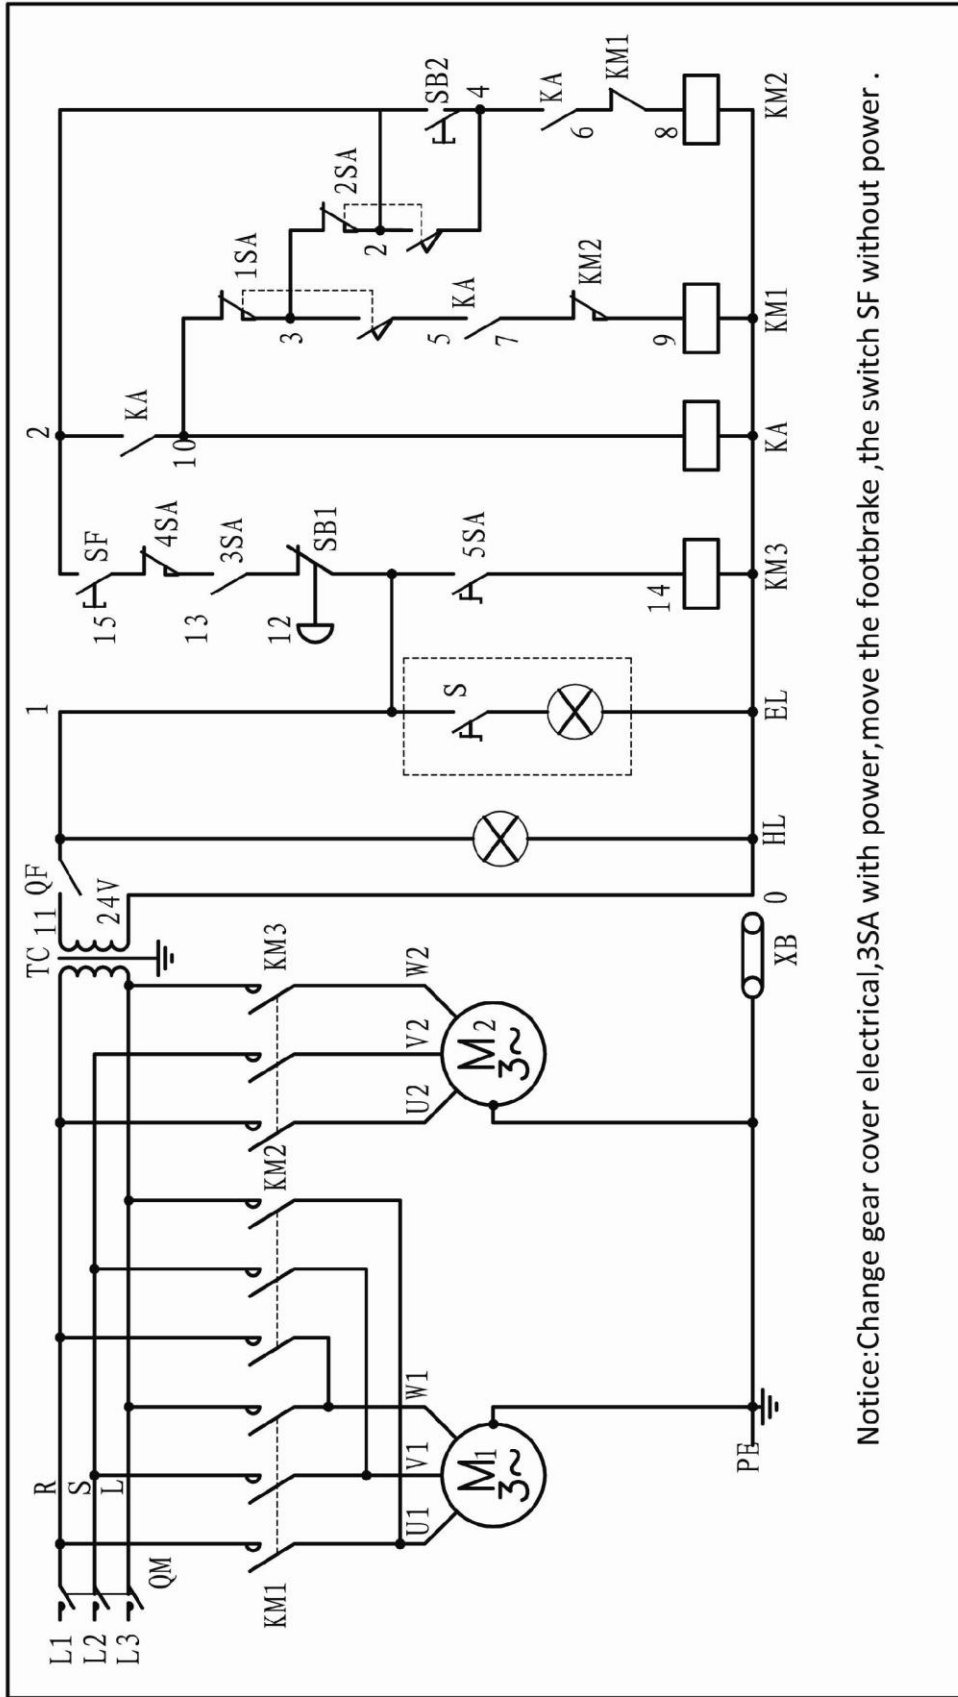 L1
L2
L3
QM
R
S
L
KM1
KM2
KM3
U1
V1
W1
M1
3~
U2
V2
W2
M2
3~
PE
XB
TC
11
QF
24V
0
1
2
HL
EL
S
SF
15
4SA
13
3SA
12
SB1
5SA
14
KM3
KA
10
KA
1SA
3
5
KA
7
KM2
9
KM1
2SA
2
SB2
4
KA
6
KM1
8
KM2
Notice:Change gear cover electrical,3SA with power,move the footbrake ,the switch SF without power .